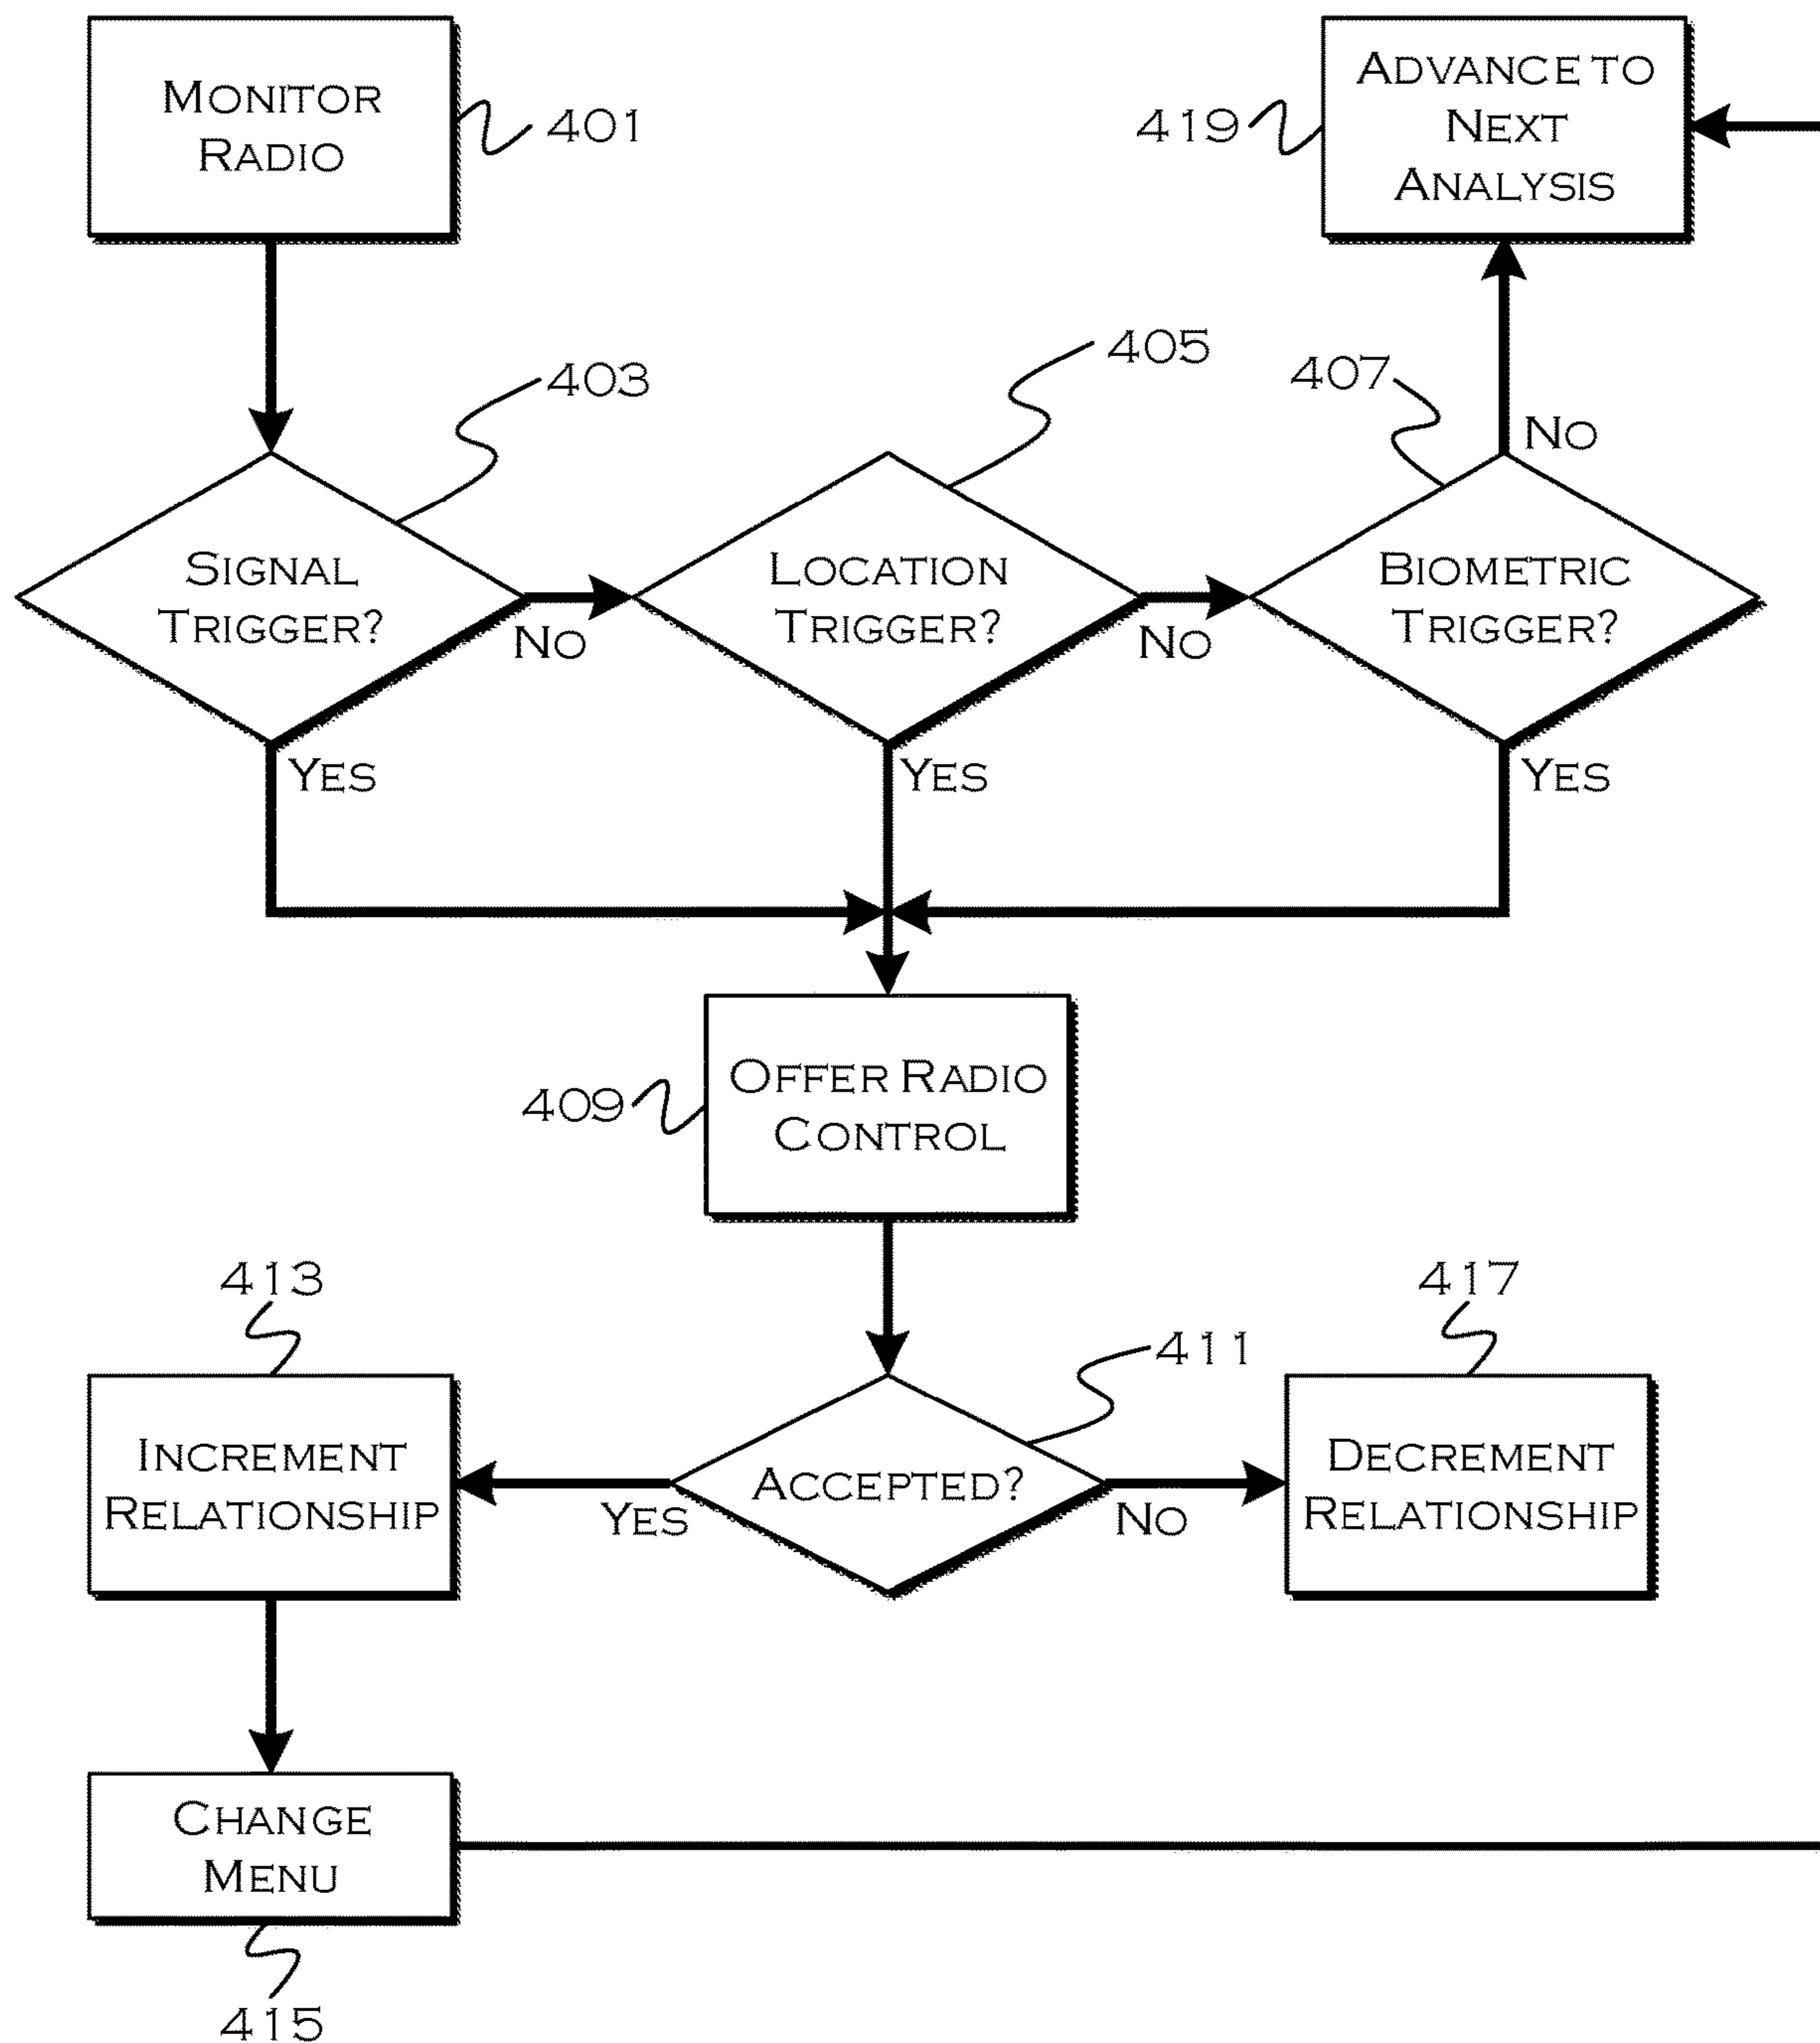 MONITOR
RADIO
401
ADVANCE TO
NEXT
ANALYSIS
419
403
405
407
NO
SIGNAL
TRIGGER?
NO
LOCATION
TRIGGER?
NO
BIOMETRIC
TRIGGER?
YES
YES
YES
OFFER RADIO
CONTROL
409
413
417
411
INCREMENT
RELATIONSHIP
YES
ACCEPTED?
NO
DECREMENT
RELATIONSHIP
CHANGE
MENU
415